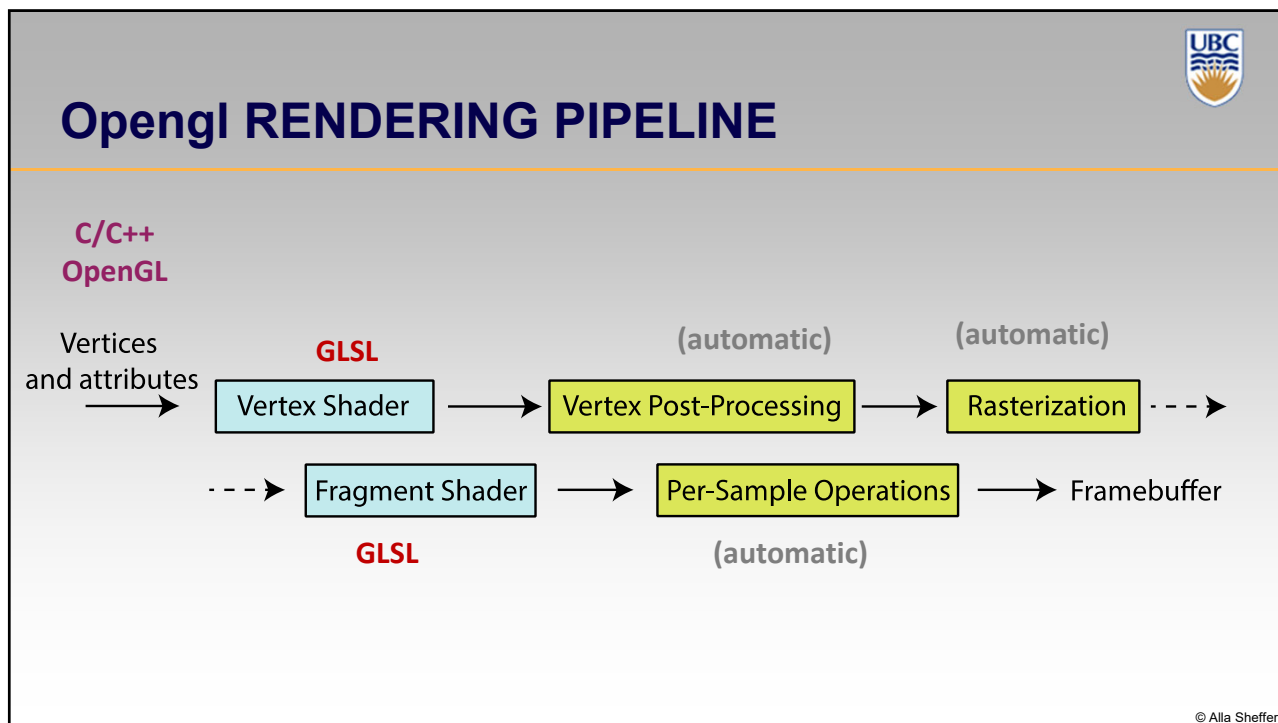 UBC
Opengl RENDERING PIPELINE
C/C++
OpenGL
Vertices
and attributes
GLSL
(automatic)
(automatic)
Vertex Shader
Vertex Post-Processing
Rasterization
Fragment Shader
Per-Sample Operations
Framebuffer
GLSL
(automatic)
© Alla Sheffer